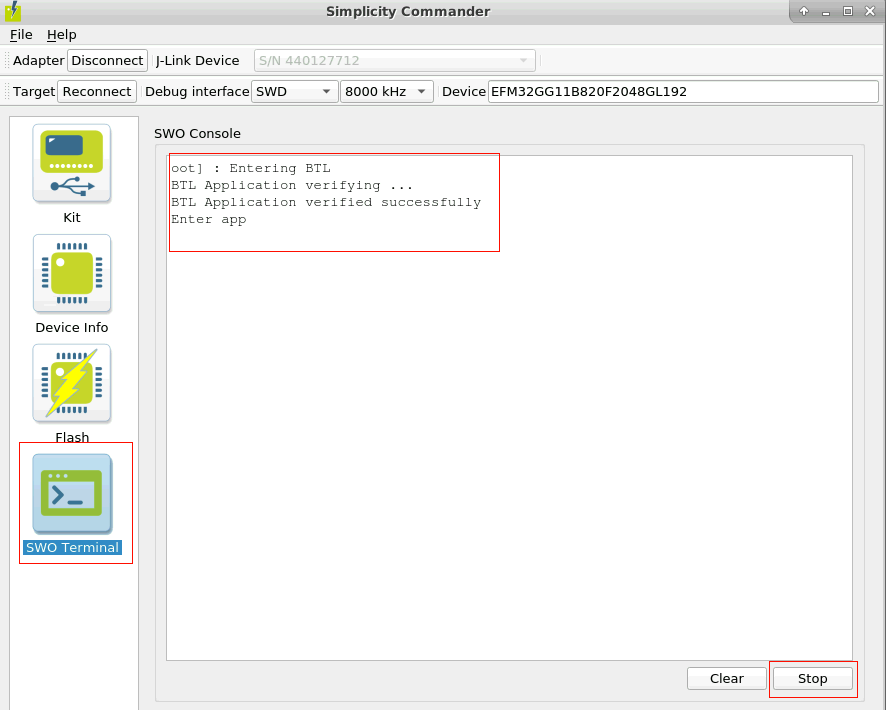 Simplicity Commander
File Help
Adapter Disconnect J-Link Device S/N 440127712
Target Reconnect Debug interface SWD 8000 kHz Device EFM32GG11B820F2048GL192
Kit
Device Info
Flash
SWO Terminal
SWO Console
oot] : Entering BTL
BTL Application verifying ...
BTL Application verified successfully
Enter app
Clear Stop